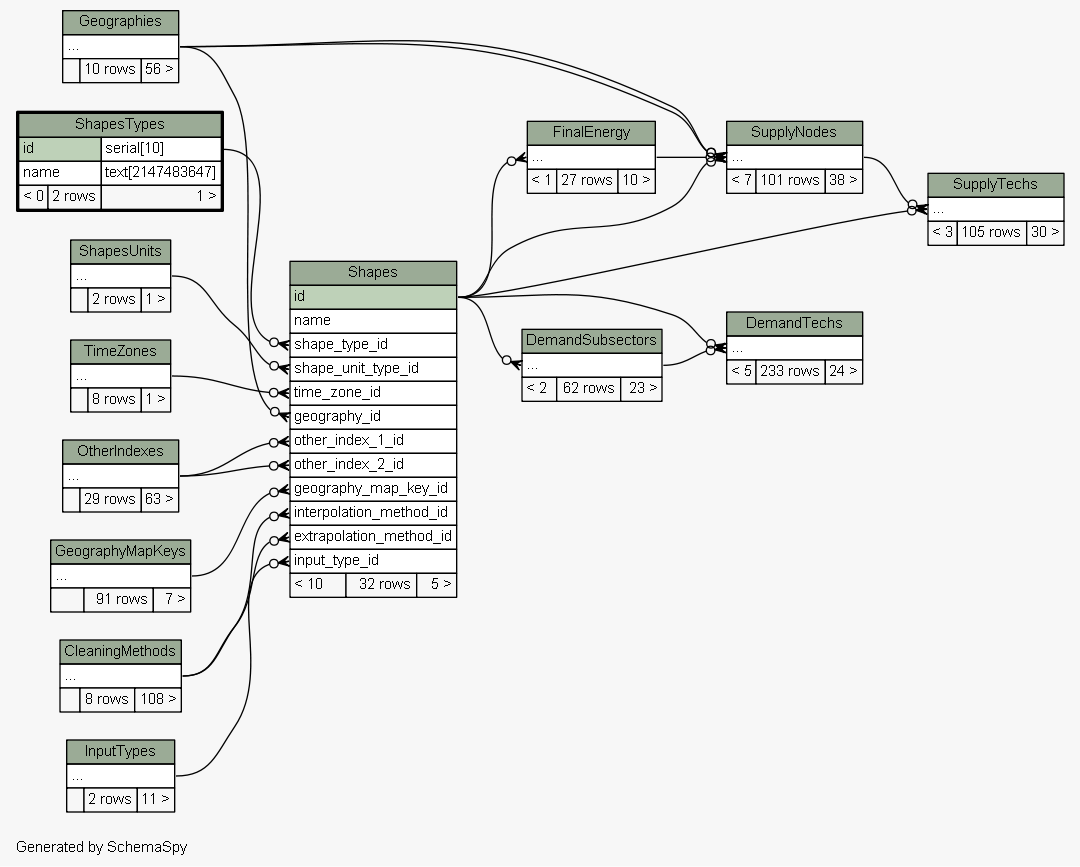 Geographies
...
10 rows 56 >
ShapesTypes
id serial[10]
name text[2147483647]
< 0 2 rows 1 >
ShapesUnits
...
2 rows 1 >
TimeZones
...
8 rows 1 >
OtherIndexes
...
29 rows 63 >
GeographyMapKeys
...
91 rows 7 >
CleaningMethods
...
8 rows 108 >
InputTypes
...
2 rows 11 >
Shapes
id
name
shape_type_id
shape_unit_type_id
time_zone_id
geography_id
other_index_1_id
other_index_2_id
geography_map_key_id
interpolation_method_id
extrapolation_method_id
input_type_id
< 10 32 rows 5 >
FinalEnergy
...
< 1 27 rows 10 >
DemandSubsectors
...
< 2 62 rows 23 >
SupplyNodes
...
< 7 101 rows 38 >
DemandTechs
...
< 5 233 rows 24 >
SupplyTechs
...
< 3 105 rows 30 >
Generated by SchemaSpy